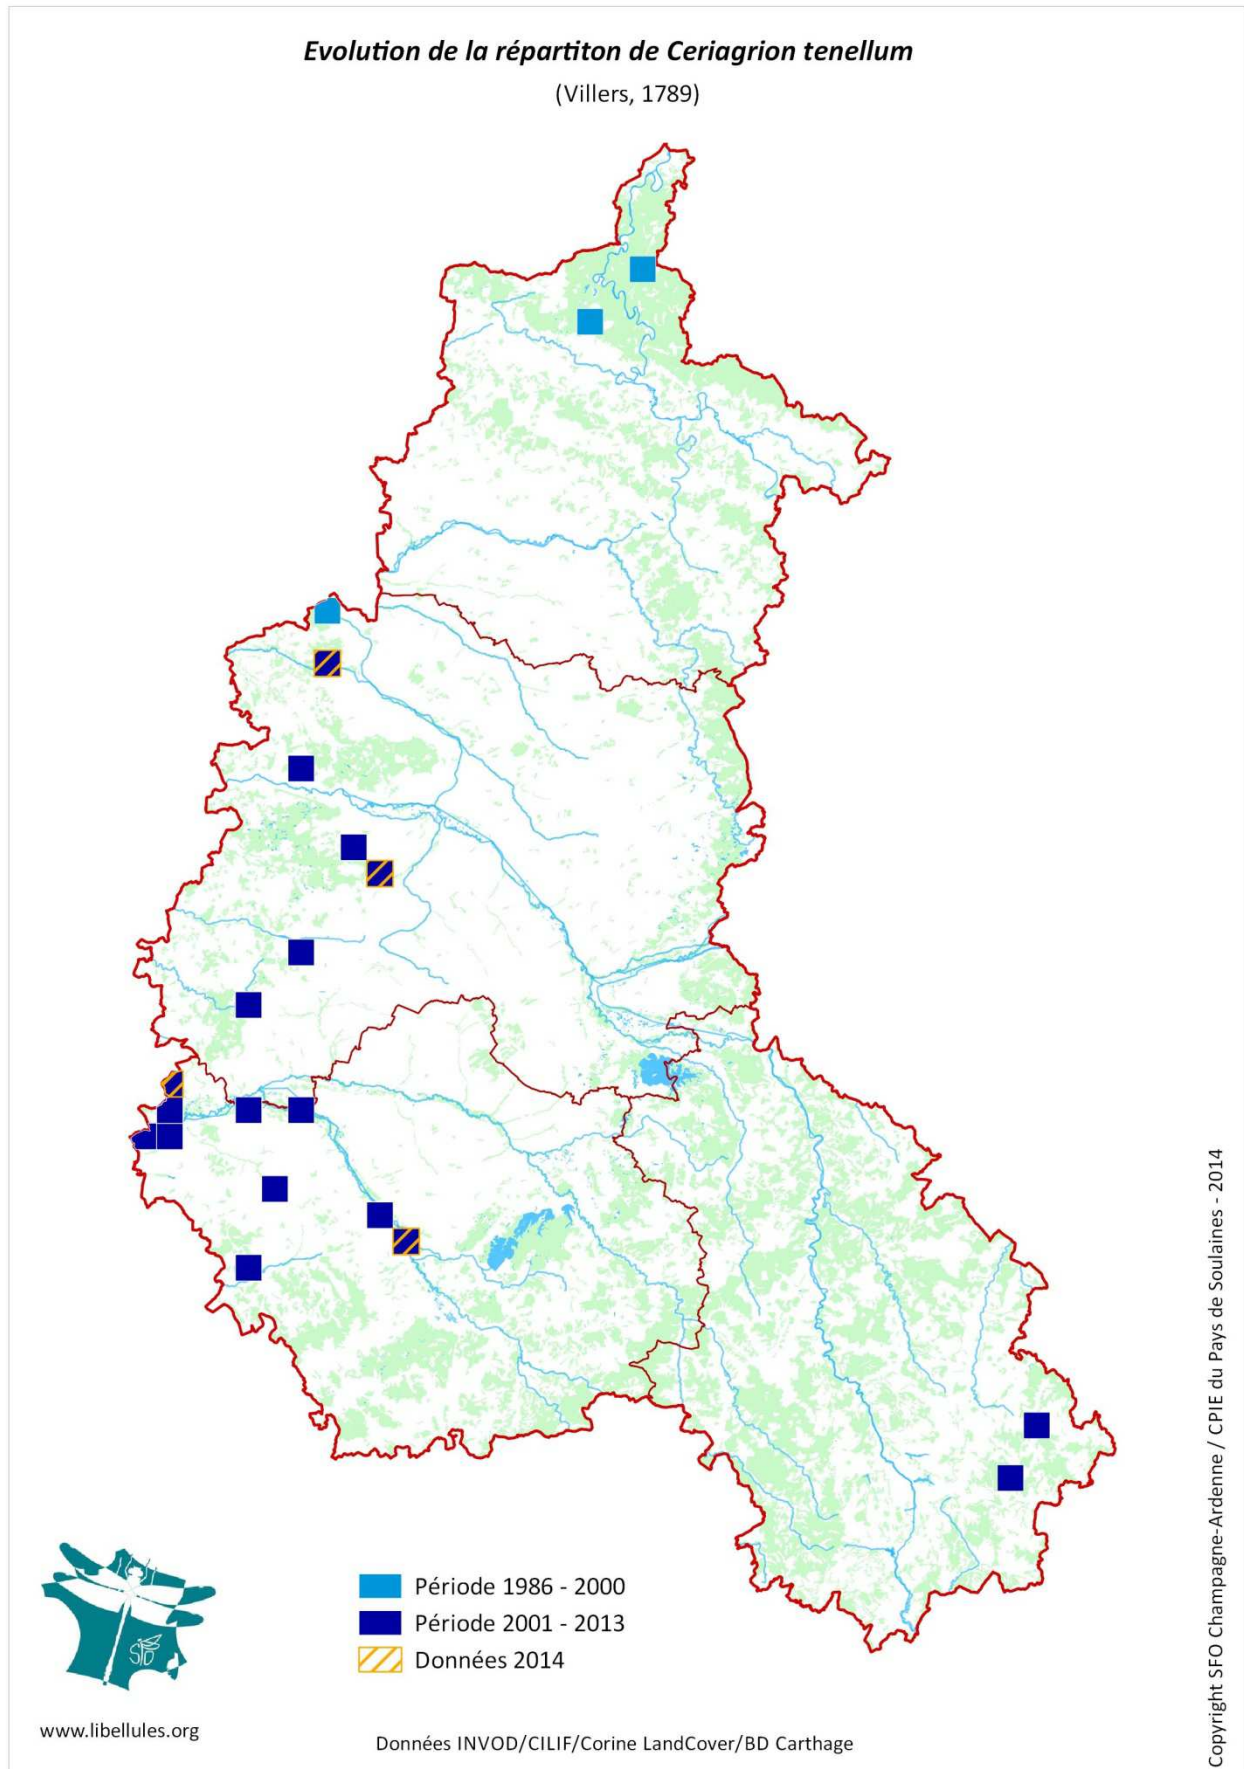 Evolution de la répartiton de Ceriagrion tenellum
(Villers, 1789)
Période 1986 - 2000
Période 2001 - 2013
Données 2014
SfO
www.libellules.org
Données INVOD/CILIF/Corine LandCover/BD Carthage
Copyright SFO Champagne-Ardenne / CPIE du Pays de Soulaines - 2014